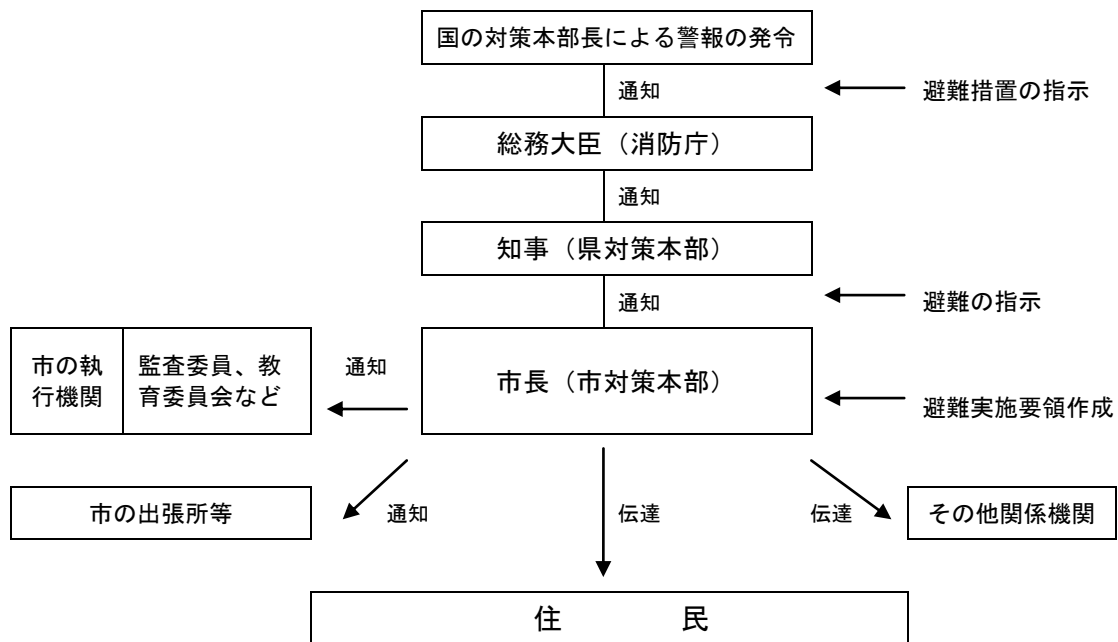 国の対策本部長による警報の発令
通知
避難措置の指示
総務大臣（消防庁）
通知
知事（県対策本部）
通知
避難の指示
市の執
行機関
監査委員、教
育委員会など
通知
市長（市対策本部）
避難実施要領作成
市の出張所等
通知
伝達
伝達
その他関係機関
住　　　　民